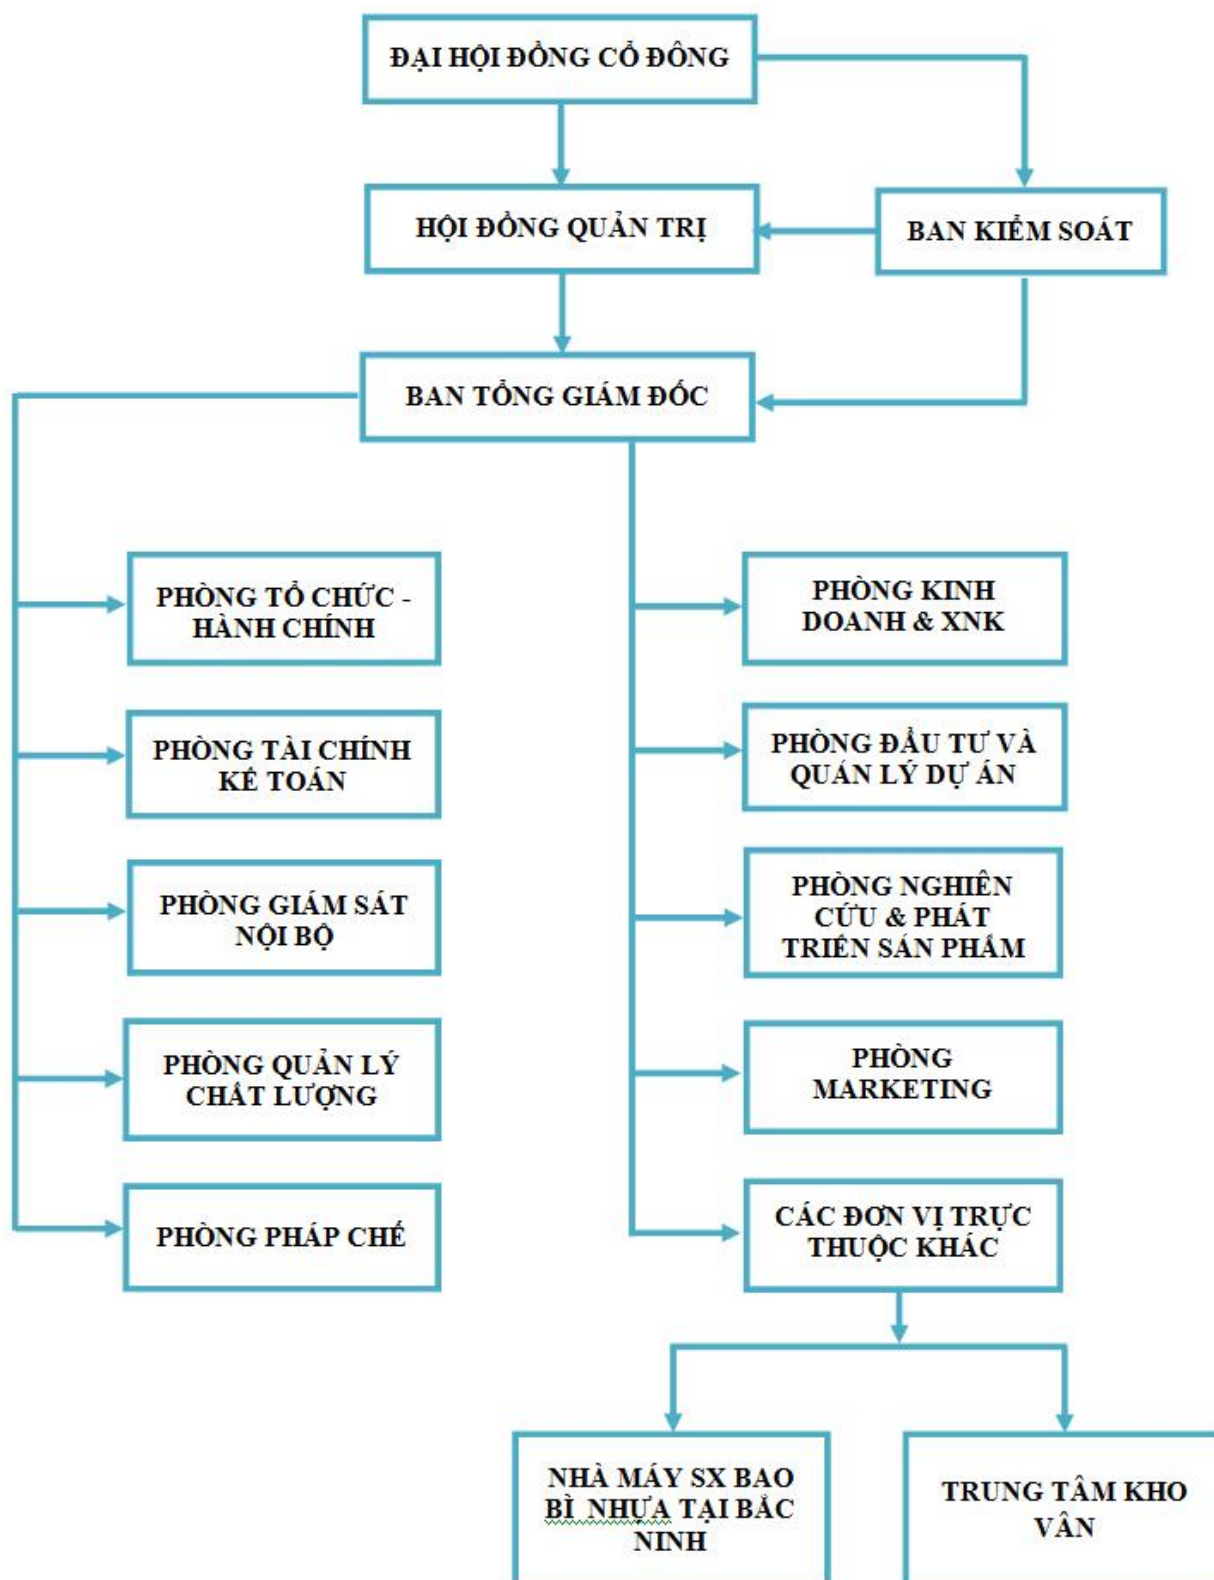 ĐẠI HỘI ĐỒNG CỔ ĐÔNG
HỘI ĐỒNG QUẢN TRỊ
BAN KIỂM SOÁT
BAN TỔNG GIÁM ĐỐC
PHÒNG TỔ CHỨC -
HÀNH CHÍNH
PHÒNG TÀI CHÍNH
KẾ TOÁN
PHÒNG GIÁM SÁT
NỘI BỘ
PHÒNG QUẢN LÝ
CHẤT LƯỢNG
PHÒNG PHÁP CHẾ
PHÒNG KINH
DOANH & XNK
PHÒNG ĐẦU TƯ VÀ
QUẢN LÝ DỰ ÁN
PHÒNG NGHIÊN
CỨU & PHÁT
TRIỂN SẢN PHẨM
PHÒNG
MARKETING
CÁC ĐƠN VỊ TRỰC
THUỘC KHÁC
NHÀ MÁY SX BAO
BÌ NHỰA TẠI BẮC
NINH
TRUNG TÂM KHO
VẬN